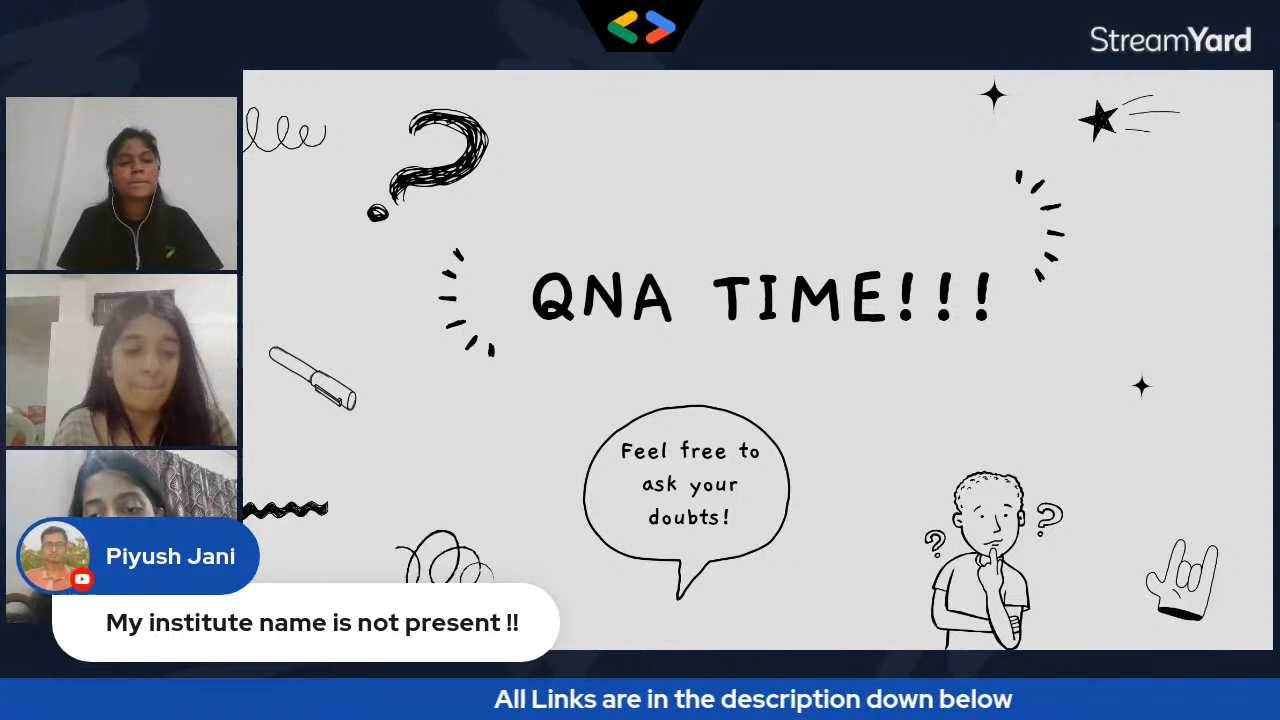 StreamYard
QNA TIME!!!
Feel free to
ask your
doubts!
Piyush Jani
My institute name is not present !!
All Links are in the description down below